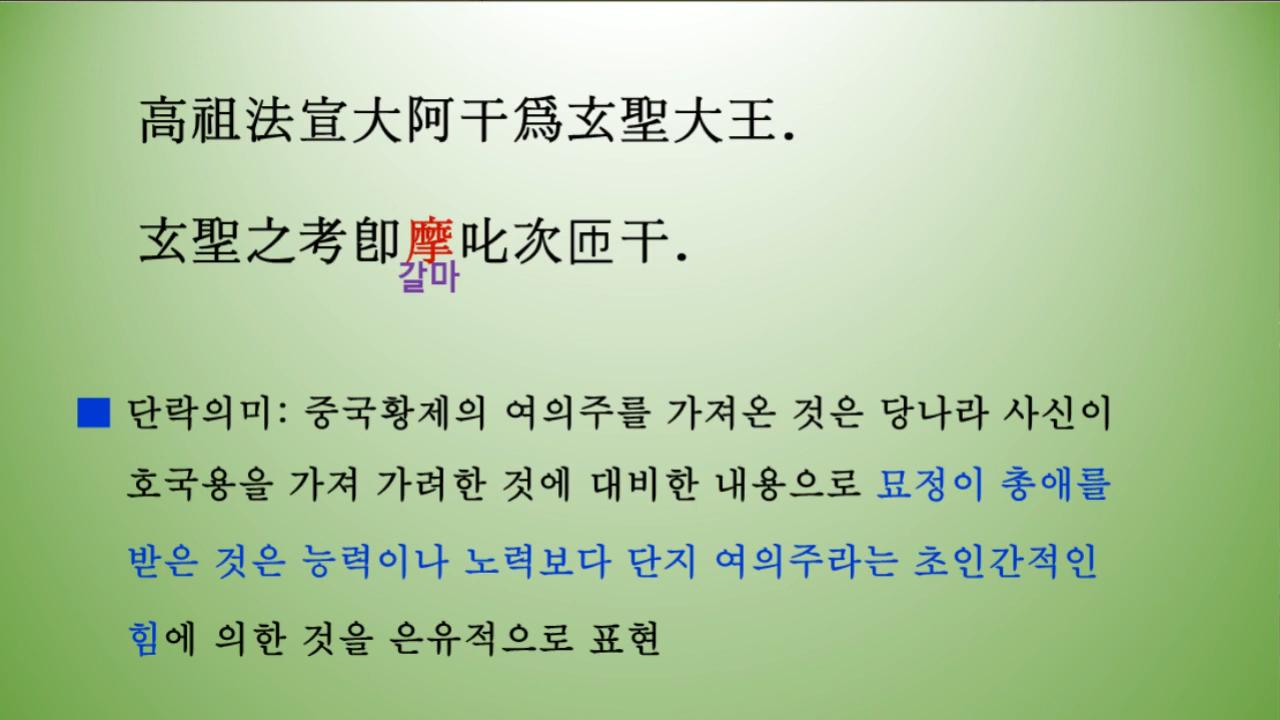 高祖法宣大阿干爲玄聖大王.
玄聖之考卽摩叱次匝干.
갈마
■ 단락의미: 중국황제의 여의주를 가져온 것은 당나라 사신이
호국용을 가져 가려한 것에 대비한 내용으로 묘정이 총애를
받은 것은 능력이나 노력보다 단지 여의주라는 초인간적인
힘에 의한 것을 은유적으로 표현